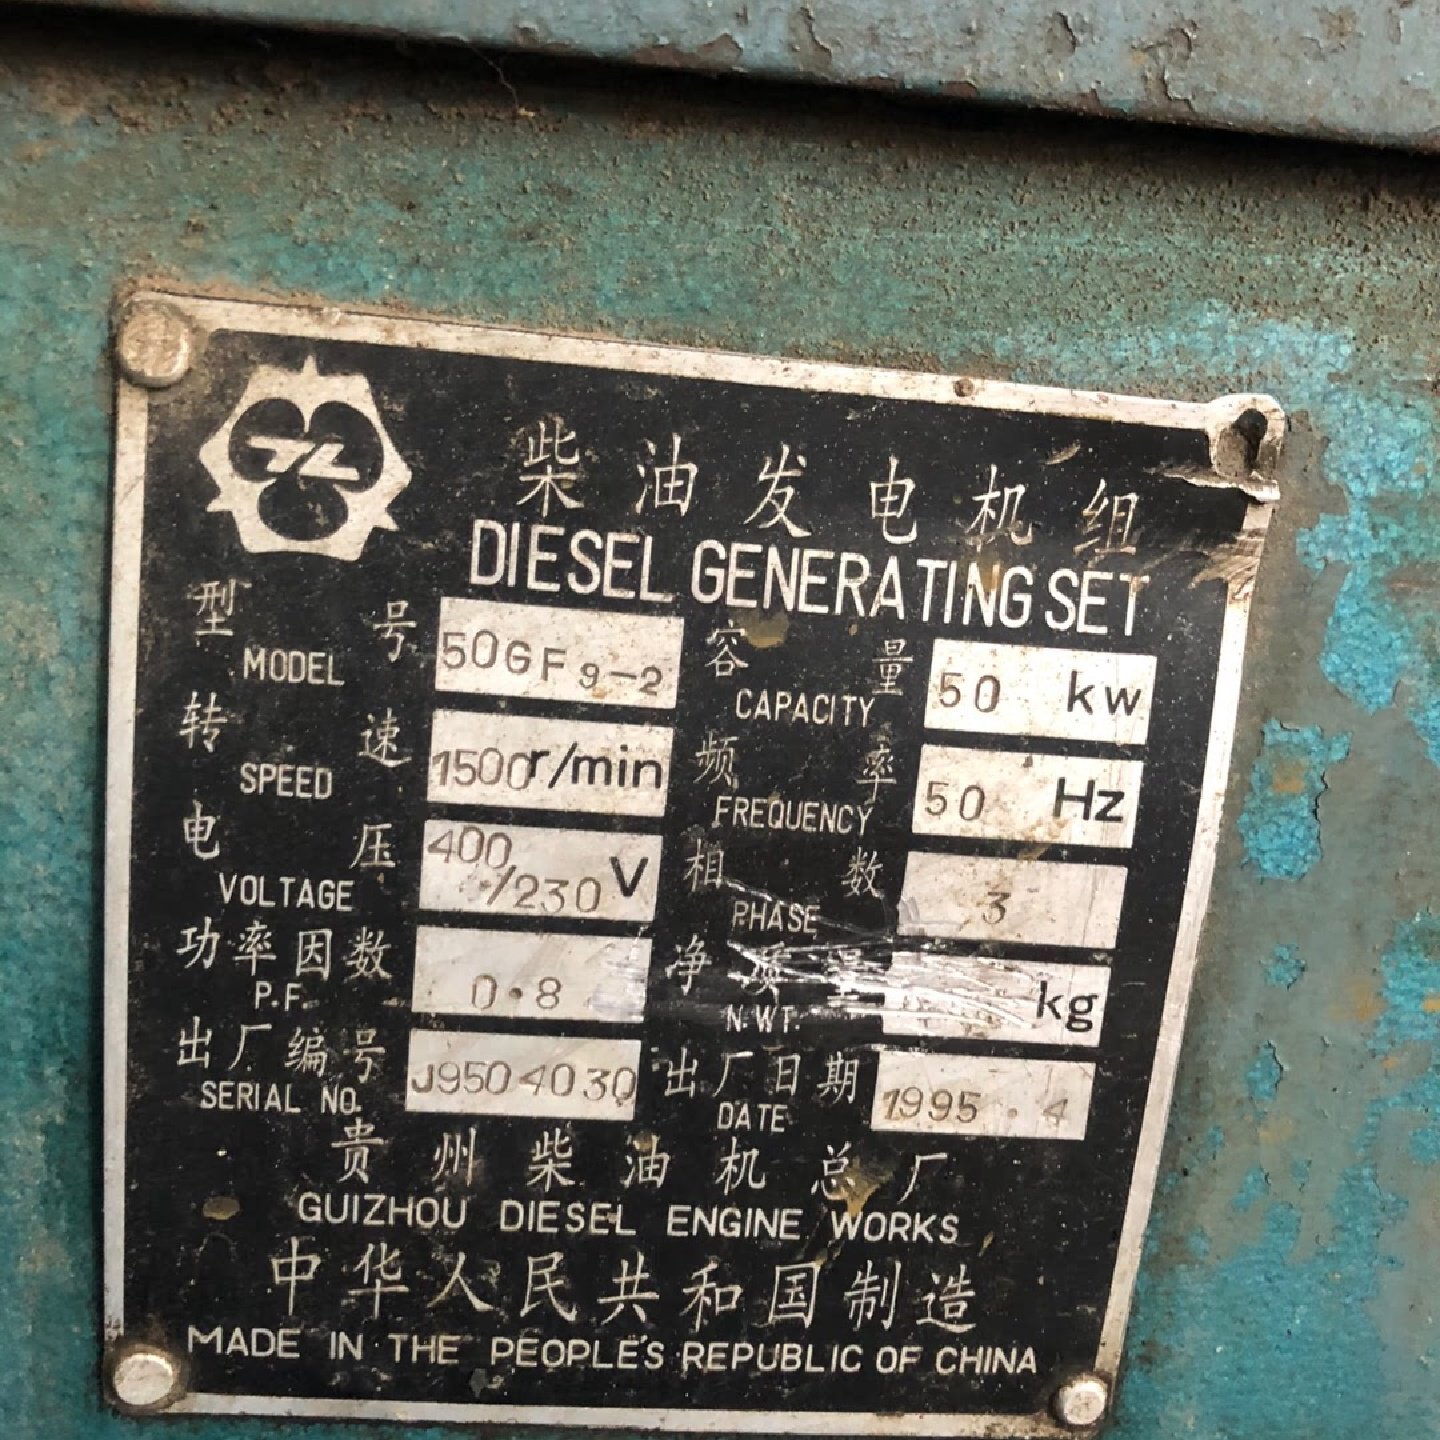 柴油发电机组
DIESEL GENERATING SET
型号 50GF9-2 容量 50 kw
MODEL CAPACITY
转速 1500r/min 频率 50 Hz
SPEED FREQUENCY
电压 400/230 V 相数 3
VOLTAGE PHASE
功率因数 0.8 净质量 kg
P.F. N.WT.
出厂编号 J9504030 出厂日期 1995.4
SERIAL NO. DATE
贵州柴油机总厂
GUIZHOU DIESEL ENGINE WORKS
中华人民共和国制造
MADE IN THE PEOPLE'S REPUBLIC OF CHINA